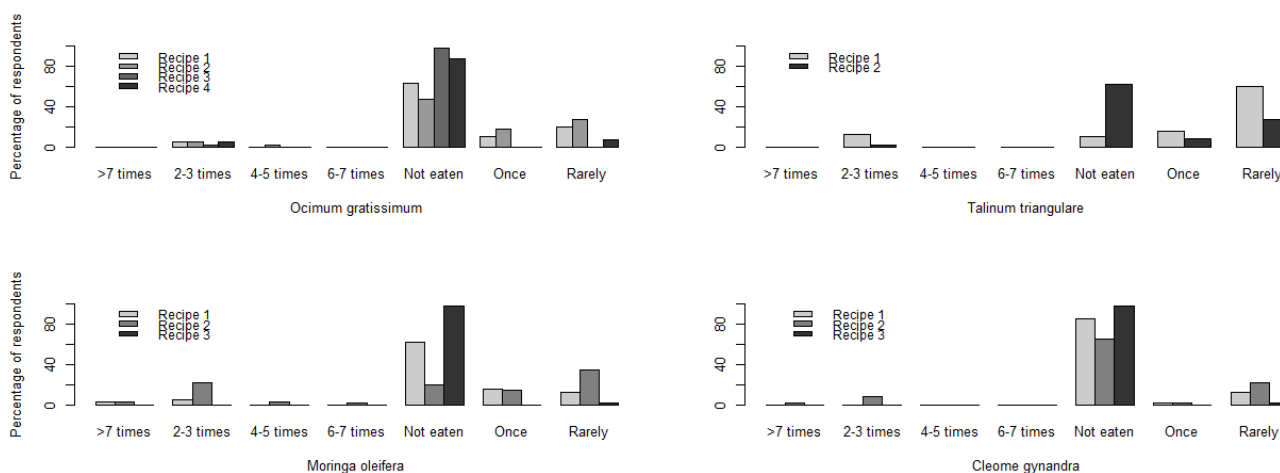 Percentage of respondents
0
40
80
Recipe 1
Recipe 2
Recipe 3
Recipe 4
>7 times 2-3 times 4-5 times 6-7 times Not eaten Once Rarely
Ocimum gratissimum
0
40
80
Recipe 1
Recipe 2
>7 times 2-3 times 4-5 times 6-7 times Not eaten Once Rarely
Talinum triangulare
Percentage of respondents
0
40
80
Recipe 1
Recipe 2
Recipe 3
>7 times 2-3 times 4-5 times 6-7 times Not eaten Once Rarely
Moringa oleifera
0
40
80
Recipe 1
Recipe 2
Recipe 3
>7 times 2-3 times 4-5 times 6-7 times Not eaten Once Rarely
Cleome gynandra